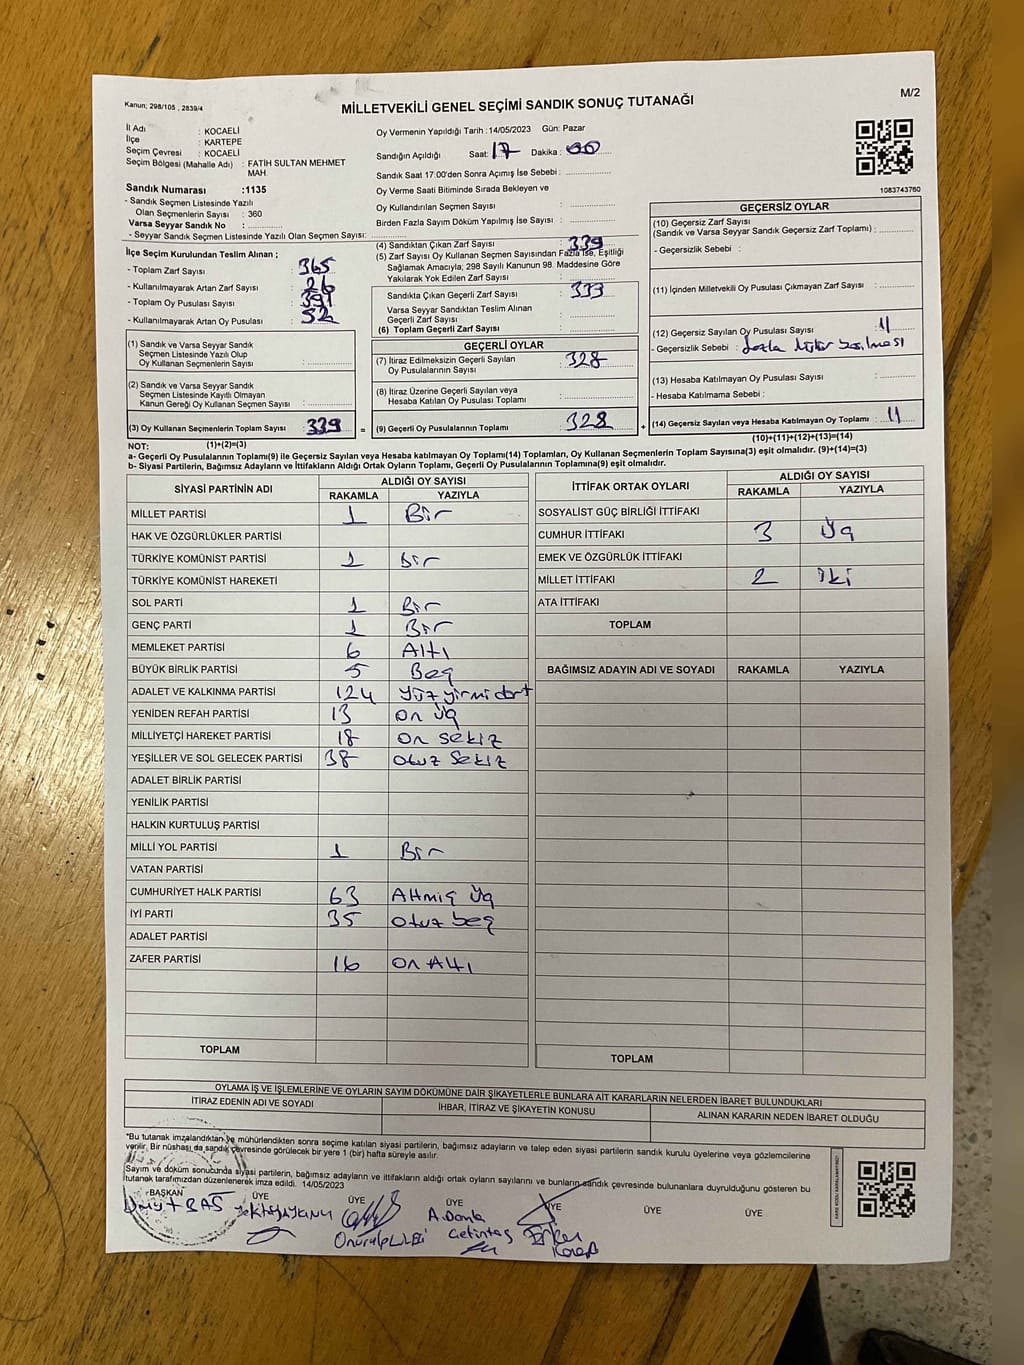 Kanun; 298/105 , 2839/4
MİLLETVEKİLİ GENEL SEÇİMİ SANDIK SONUÇ TUTANAĞI
M/2
İl Adı : KOCAELİ
İlçe : KARTEPE
Seçim Çevresi : KOCAELİ
Seçim Bölgesi (Mahalle Adı) : FATİH SULTAN MEHMET
MAH.
Sandık Numarası :1135
- Sandık Seçmen Listesinde Yazılı
Olan Seçmenlerin Sayısı : 360
Varsa Seyyar Sandık No :
- Seyyar Sandık Seçmen Listesinde Yazılı Olan Seçmen Sayısı:
Oy Vermenin Yapıldığı Tarih : 14/05/2023 Gün: Pazar
Sandığın Açıldığı Saat: 17 Dakika : 00
Sandık Saat 17:00'den Sonra Açımış İse Sebebi :
Oy Verme Saati Bitiminde Sırada Bekleyen ve
Oy Kullandırılan Seçmen Sayısı :
Birden Fazla Sayım Döküm Yapılmış İse Sayısı :
1083743760
İlçe Seçim Kurulundan Teslim Alınan ;
- Toplam Zarf Sayısı : 365
- Kullanılmayarak Artan Zarf Sayısı : 26
- Toplam Oy Pusulası Sayısı : 391
- Kullanılmayarak Artan Oy Pusulası : 52
(1) Sandık ve Varsa Seyyar Sandık
Seçmen Listesinde Yazılı Olup
Oy Kullanan Seçmenlerin Sayısı :
(2) Sandık ve Varsa Seyyar Sandık
Seçmen Listesinde Kayıtlı Olmayan
Kanun Gereği Oy Kullanan Seçmen Sayısı :
(3) Oy Kullanan Seçmenlerin Toplam Sayısı : 339 =
(4) Sandıktan Çıkan Zarf Sayısı : 339
(5) Zarf Sayısı Oy Kullanan Seçmen Sayısından Fazla İse, Eşitliği
Sağlamak Amacıyla; 298 Sayılı Kanunun 98. Maddesine Göre
Yakılarak Yok Edilen Zarf Sayısı :
Sandıkta Çıkan Geçerli Zarf Sayısı : 339
Varsa Seyyar Sandıktan Teslim Alınan
Geçerli Zarf Sayısı :
(6) Toplam Geçerli Zarf Sayısı :
GEÇERLİ OYLAR
(7) İtiraz Edilmeksizin Geçerli Sayılan
Oy Pusulalarının Sayısı : 328
(8) İtiraz Üzerine Geçerli Sayılan veya
Hesaba Katılan Oy Pusulası Toplamı :
(9) Geçerli Oy Pusulalarının Toplamı : 328 +
GEÇERSİZ OYLAR
(10) Geçersiz Zarf Sayısı
(Sandık ve Varsa Seyyar Sandık Geçersiz Zarf Toplamı) :
- Geçersizlik Sebebi :
(11) İçinden Milletvekili Oy Pusulası Çıkmayan Zarf Sayısı :
(12) Geçersiz Sayılan Oy Pusulası Sayısı : 11
- Geçersizlik Sebebi : fazla
(13) Hesaba Katılmayan Oy Pusulası Sayısı :
- Hesaba Katılmama Sebebi :
(14) Geçersiz Sayılan veya Hesaba Katılmayan Oy Toplamı : 11
NOT: (1)+(2)=(3)
(10)+(11)+(12)+(13)=(14)
a- Geçerli Oy Pusulaları Toplamı(9) ile Geçersiz Sayılan veya Hesaba katılmayan Oy Toplamı(14) Toplamları, Oy Kullanan Seçmenlerin Toplam Sayısına(3) eşit olmalıdır. (9)+(14)=(3)
b- Siyasi Partilerin, Bağımsız Adayların ve İttifakların Aldığı Ortak Oyların Toplamı, Geçerli Oy Pusulalarının Toplamına(9) eşit olmalıdır.
SİYASİ PARTİNİN ADI ALDIĞI OY SAYISI
RAKAMLA YAZIYLA
MİLLET PARTİSİ 1 Bir
HAK VE ÖZGÜRLÜKLER PARTİSİ
TÜRKİYE KOMÜNİST PARTİSİ 1 bir
TÜRKİYE KOMÜNİST HAREKETİ
SOL PARTİ 1 Bir
GENÇ PARTİ 1 Bir
MEMLEKET PARTİSİ 6 Altı
BÜYÜK BİRLİK PARTİSİ 5 Beş
ADALET VE KALKINMA PARTİSİ 124 Yüz yirmi dört
YENİDEN REFAH PARTİSİ 13 On üç
MİLLİYETÇİ HAREKET PARTİSİ 18 On sekiz
YEŞİLLER VE SOL GELECEK PARTİSİ 38 Otuz Sekiz
ADALET BİRLİK PARTİSİ
YENİLİK PARTİSİ
HALKIN KURTULUŞ PARTİSİ
MİLLİ YOL PARTİSİ 1 Bir
VATAN PARTİSİ
CUMHURİYET HALK PARTİSİ 63 Altmış üç
İYİ PARTİ 35 Otuz beş
ADALET PARTİSİ
ZAFER PARTİSİ 16 On Altı
TOPLAM
İTTİFAK ORTAK OYLARI ALDIĞI OY SAYISI
RAKAMLA YAZIYLA
SOSYALİST GÜÇ BİRLİĞİ İTTİFAKI
CUMHUR İTTİFAKI 3 Üç
EMEK VE ÖZGÜRLÜK İTTİFAKI
MİLLET İTTİFAKI 2 iki
ATA İTTİFAKI
TOPLAM
BAĞIMSIZ ADAYIN ADI VE SOYADI RAKAMLA YAZIYLA
TOPLAM
OYLAMA İŞ VE İŞLEMLERİNE VE OYLARIN SAYIM DÖKÜMÜNE DAİR ŞİKAYETLERLE BUNLARA AİT KARARLARIN NELERDEN İBARET BULUNDUKLARI
İTİRAZ EDENİN ADI VE SOYADI İHBAR, İTİRAZ VE ŞİKAYETİN KONUSU ALINAN KARARIN NEDEN İBARET OLDUĞU
*Bu tutanak imzalandıktan ve mühürlendikten sonra seçime katılan siyasi partilerin, bağımsız adayların ve talep eden siyasi partilerin sandık kurulu üyelerine veya gözlemcilerine
verilir. Bir nüshası da sandık çevresinde görülecek bir yere 1 (bir) hafta süreyle asılır.
Sayım ve döküm sonucunda siyasi partilerin, bağımsız adayların ve ittifakların aldığı ortak oyların sayılarını ve bunların sandık çevresinde bulunanlara duyrulduğunu gösteren bu
tutanak tarafımızdan düzenlenerek imza edildi. 14/05/2023
BAŞKAN ÜYE ÜYE ÜYE ÜYE ÜYE ÜYE
Umut BAŞ
A. Donla
Çetintaş